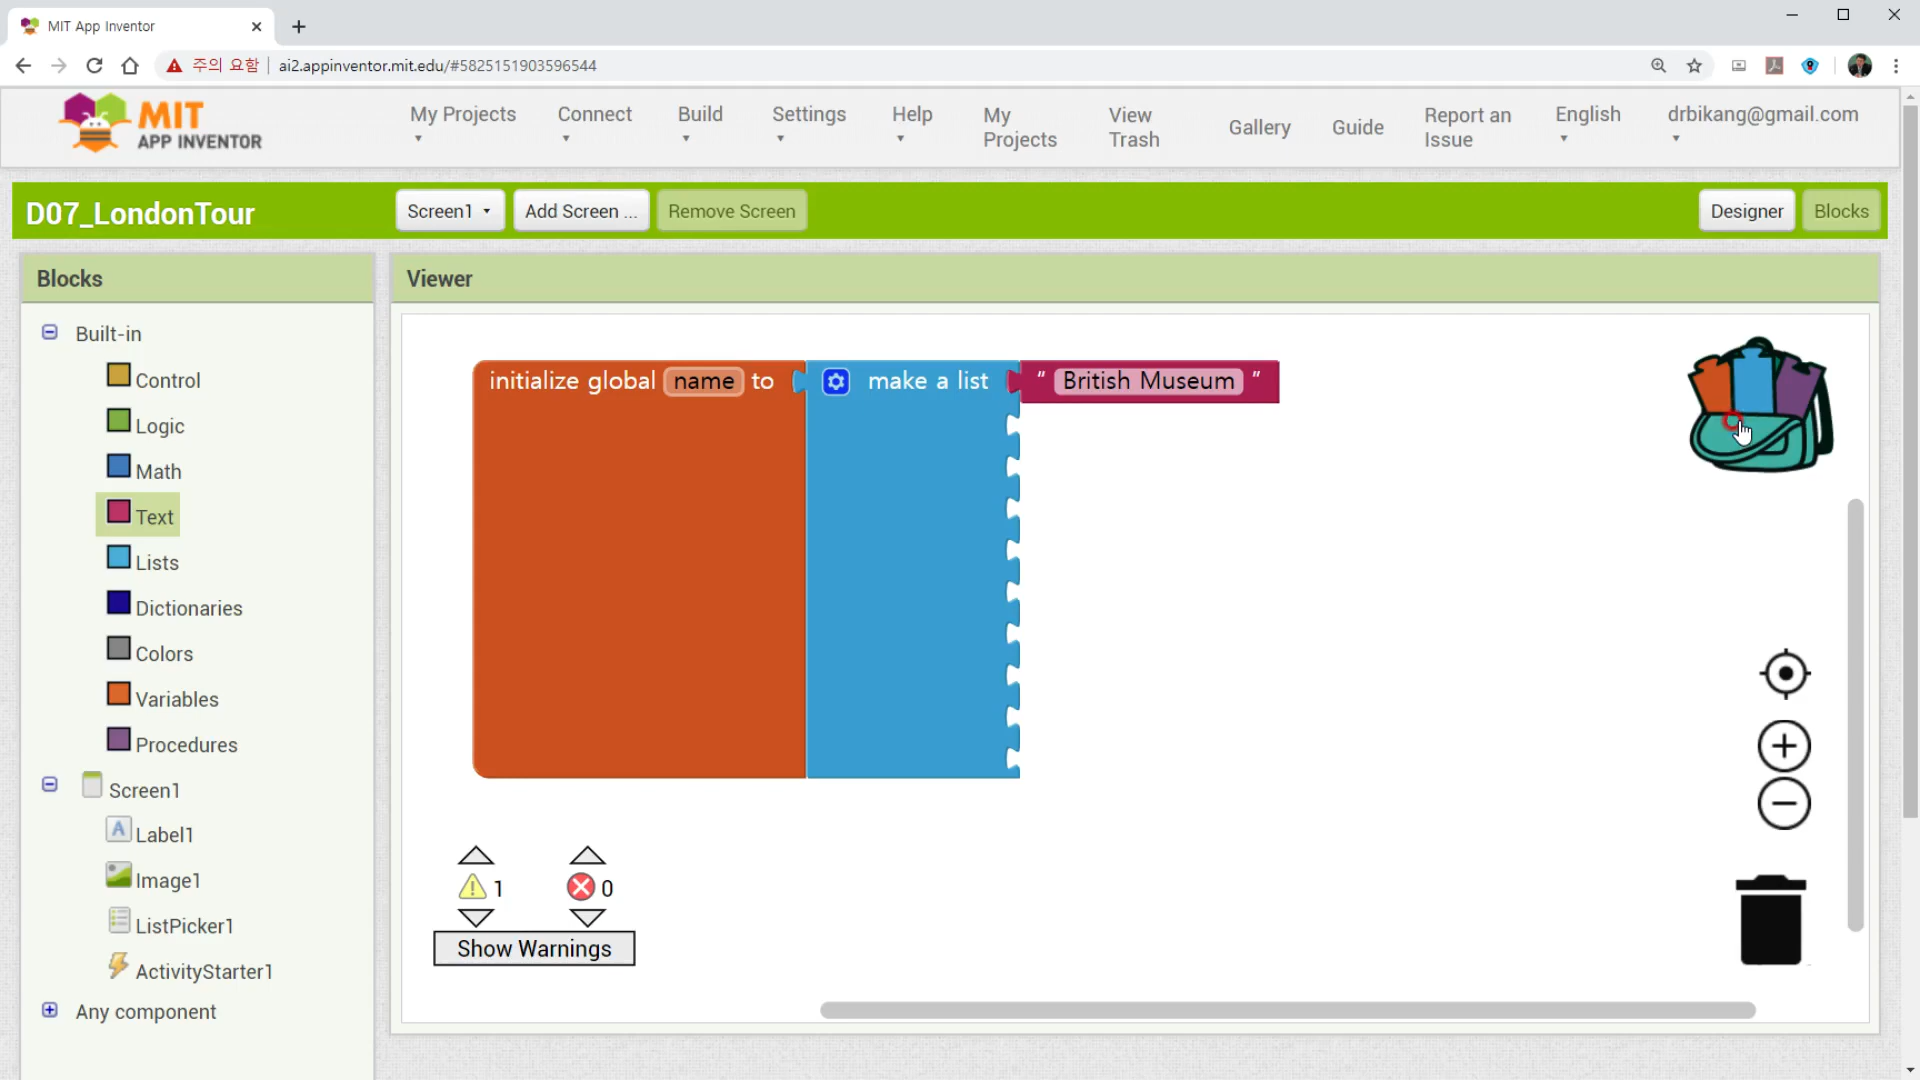 MIT App Inventor
주의 요함 ai2.appinventor.mit.edu/#5825151903596544
MIT
APP INVENTOR
My Projects
Connect
Build
Settings
Help
My
Projects
View
Trash
Gallery
Guide
Report an
Issue
English
drbikang@gmail.com
D07_LondonTour
Screen1
Add Screen ...
Remove Screen
Designer
Blocks
Blocks
Viewer
Built-in
Control
Logic
Math
Text
Lists
Dictionaries
Colors
Variables
Procedures
Screen1
Label1
Image1
ListPicker1
ActivityStarter1
Any component
initialize global name to make a list " British Museum "
1 0
Show Warnings